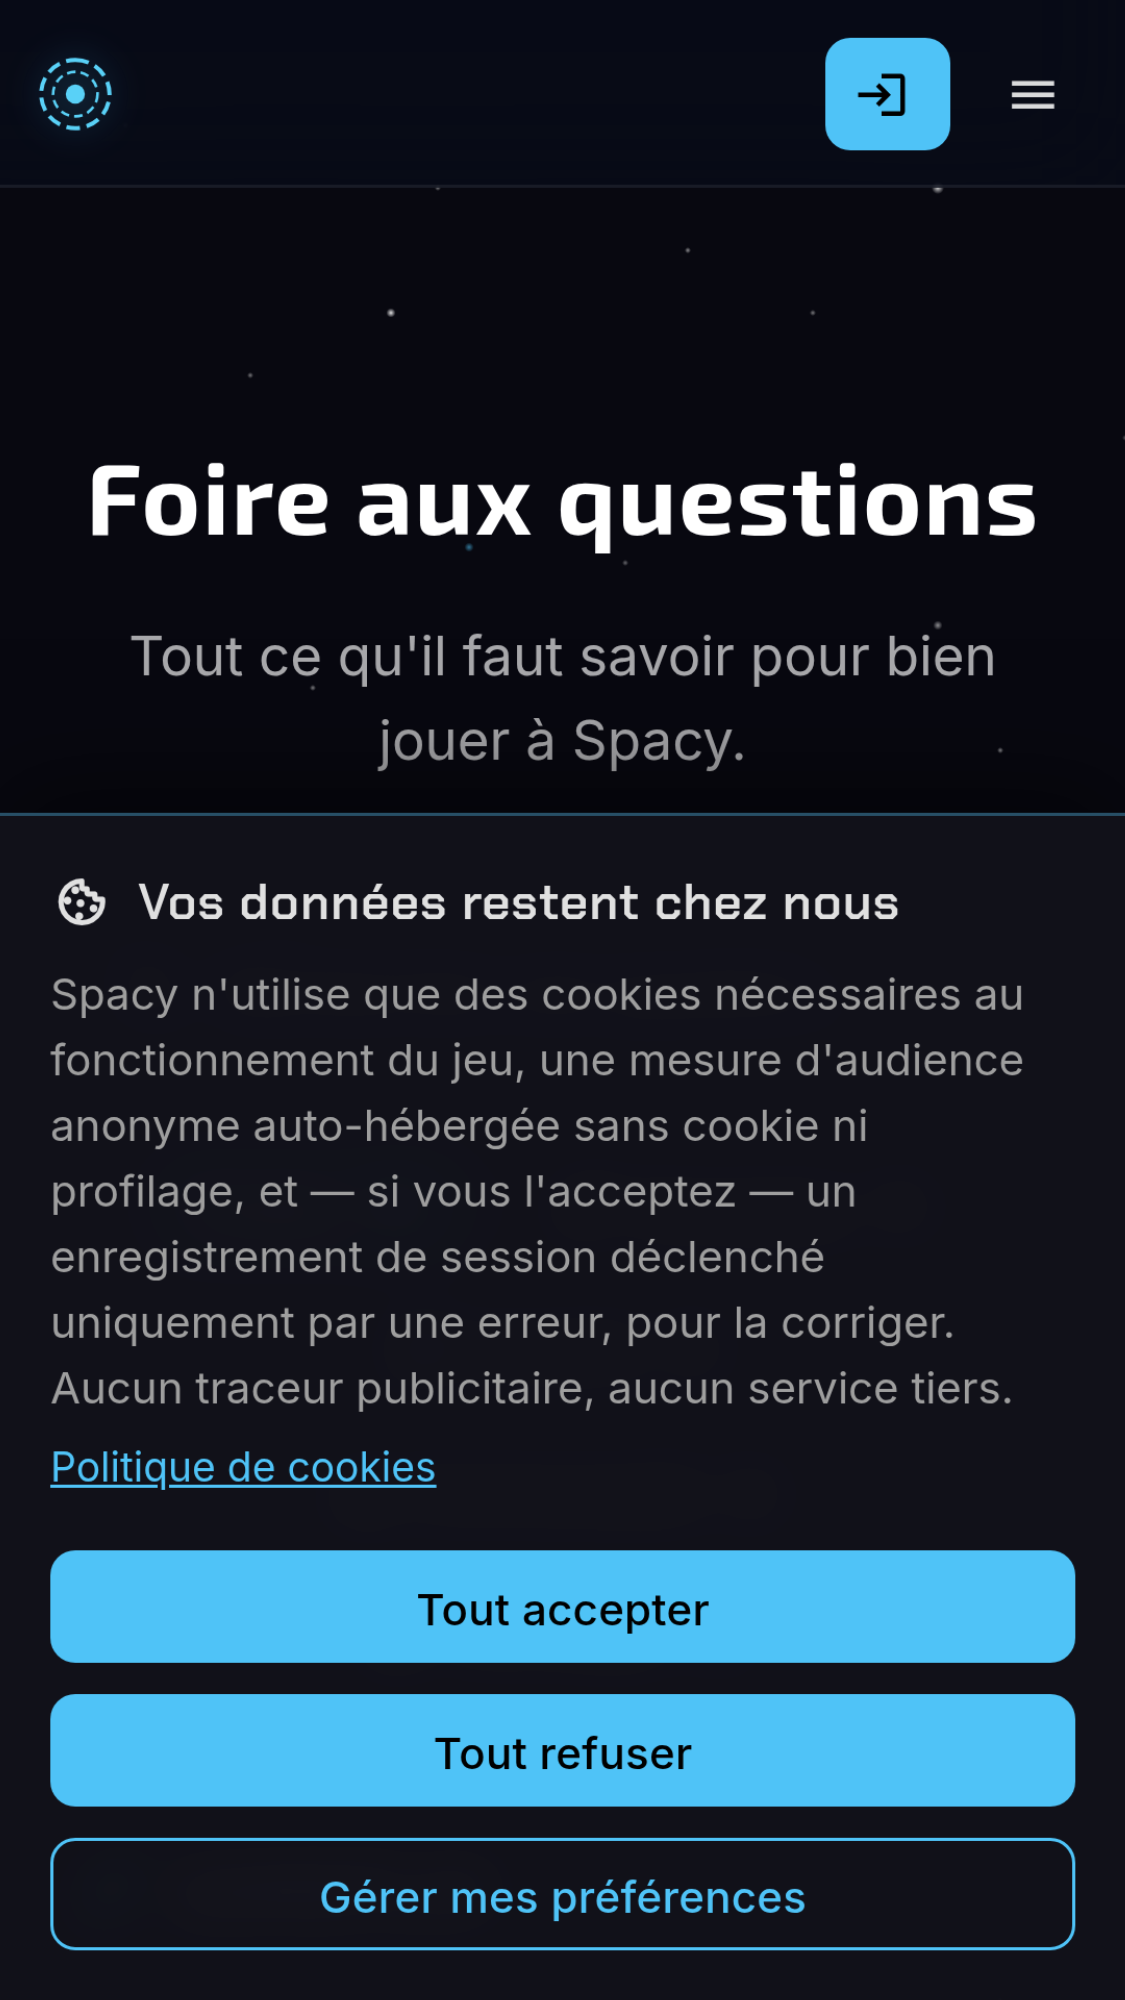 Foire aux questions
Tout ce qu'il faut savoir pour bien
jouer à Spacy.
Vos données restent chez nous
Spacy n'utilise que des cookies nécessaires au
fonctionnement du jeu, une mesure d'audience
anonyme auto-hébergée sans cookie ni
profilage, et — si vous l'acceptez — un
enregistrement de session déclenché
uniquement par une erreur, pour la corriger.
Aucun traceur publicitaire, aucun service tiers.
Politique de cookies
Tout accepter
Tout refuser
Gérer mes préférences